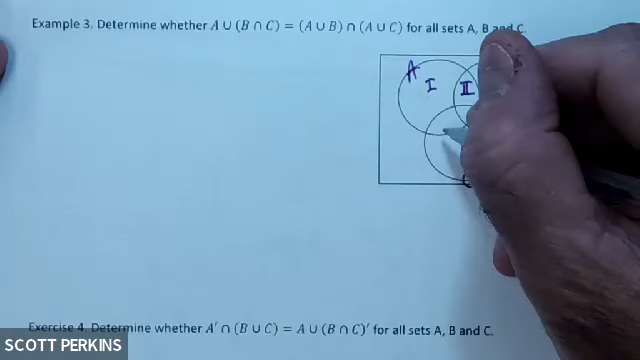 Example 3. Determine whether A ∪ (B ∩ C) = (A ∪ B) ∩ (A ∪ C) for all sets A, B and C.
A
I
II
Exercise 4. Determine whether A′ ∩ (B ∪ C) = A ∪ (B ∩ C)′ for all sets A, B and C.
SCOTT PERKINS